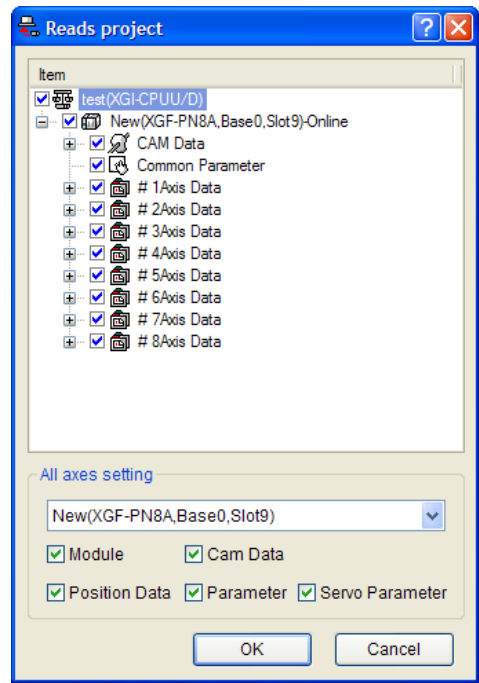 Reads project
Item
test(XGI-CPUU/D)
New(XGF-PN8A,Base0,Slot9)-Online
CAM Data
Common Parameter
# 1Axis Data
# 2Axis Data
# 3Axis Data
# 4Axis Data
# 5Axis Data
# 6Axis Data
# 7Axis Data
# 8Axis Data
All axes setting
New(XGF-PN8A,Base0,Slot9)
Module Cam Data
Position Data Parameter Servo Parameter
OK Cancel